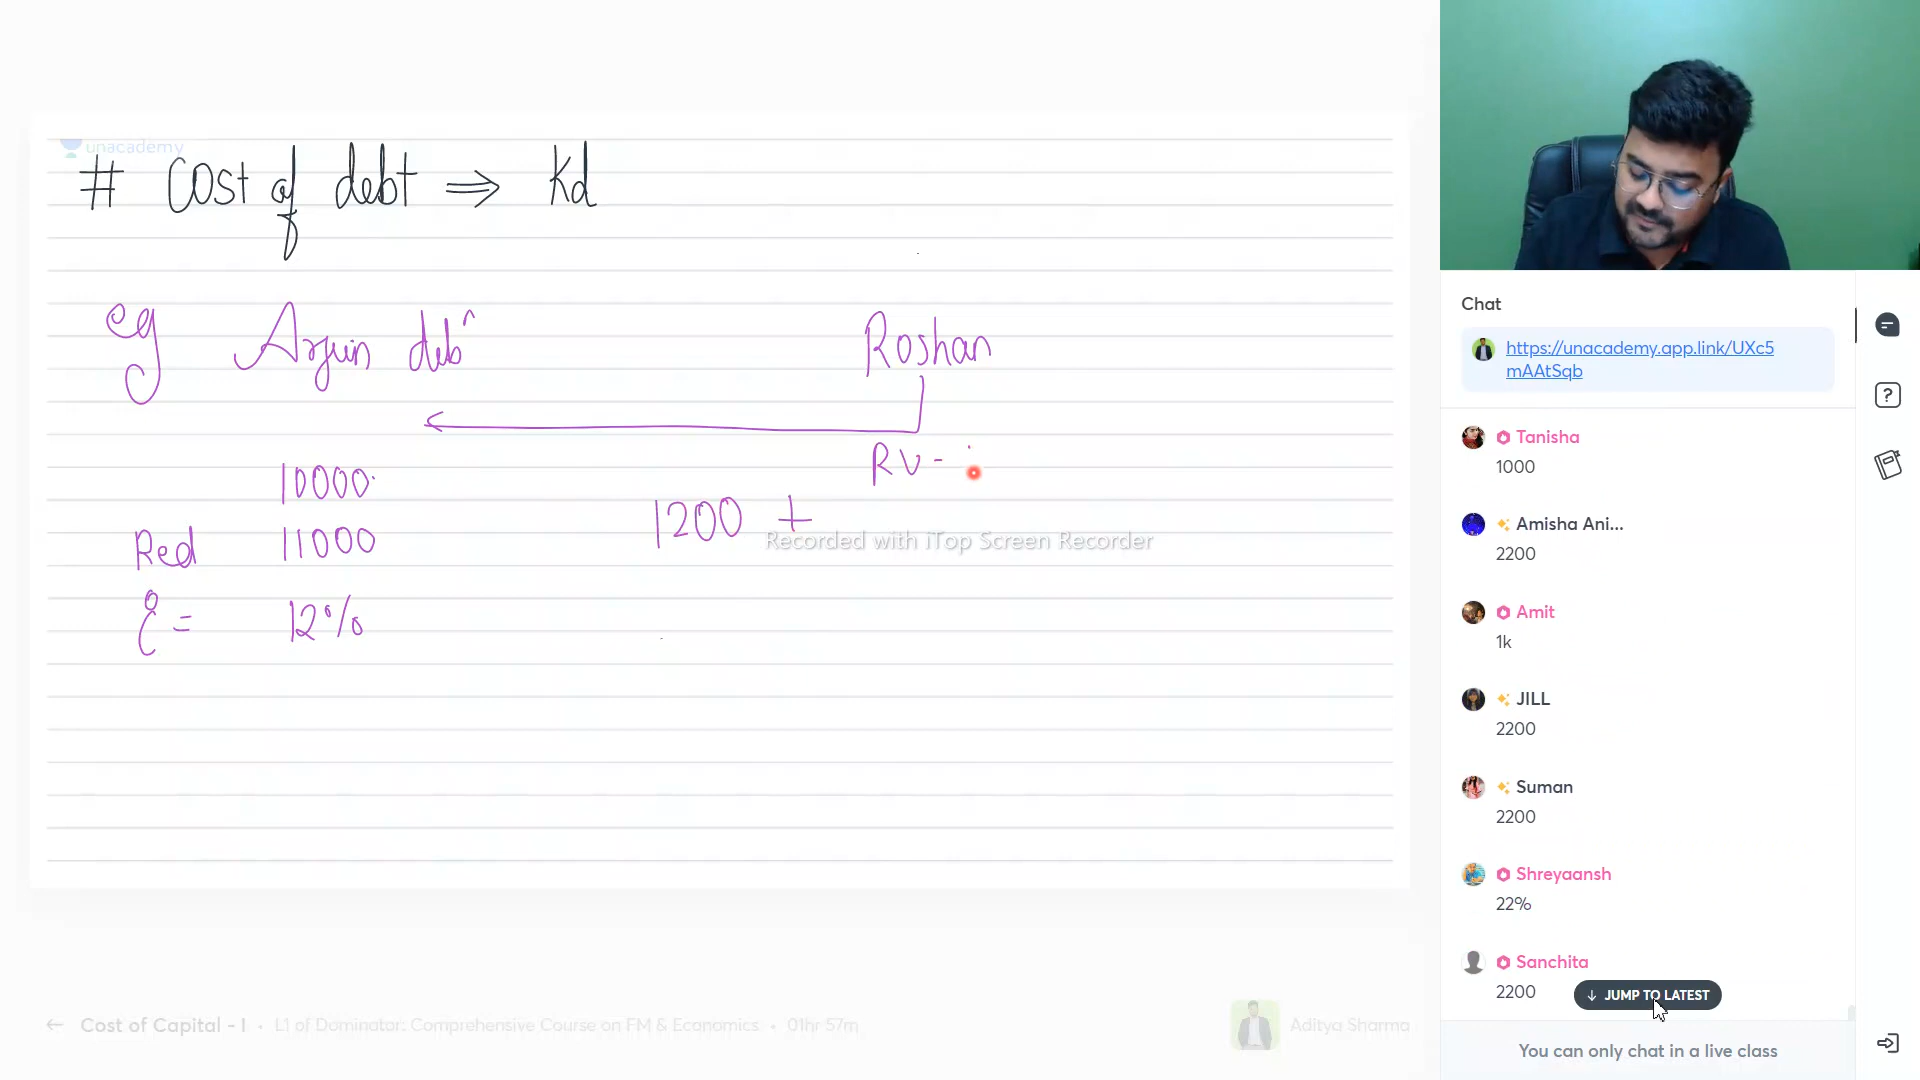 unacademy
# Cost of debt ⇒ Kd
eg Arjun deb^n
Roshan
RV -
10000
1200 +
Red 11000
i = 12%
Recorded with iTop Screen Recorder
Cost of Capital - I • L1 of Dominator: Comprehensive Course on FM & Economics • 01hr 57m
Aditya Sharma
Chat
https://unacademy.app.link/UXc5
mAAtSqb
Tanisha
1000
Amisha Ani...
2200
Amit
1k
JILL
2200
Suman
2200
Shreyaansh
22%
Sanchita
2200
↓ JUMP TO LATEST
You can only chat in a live class